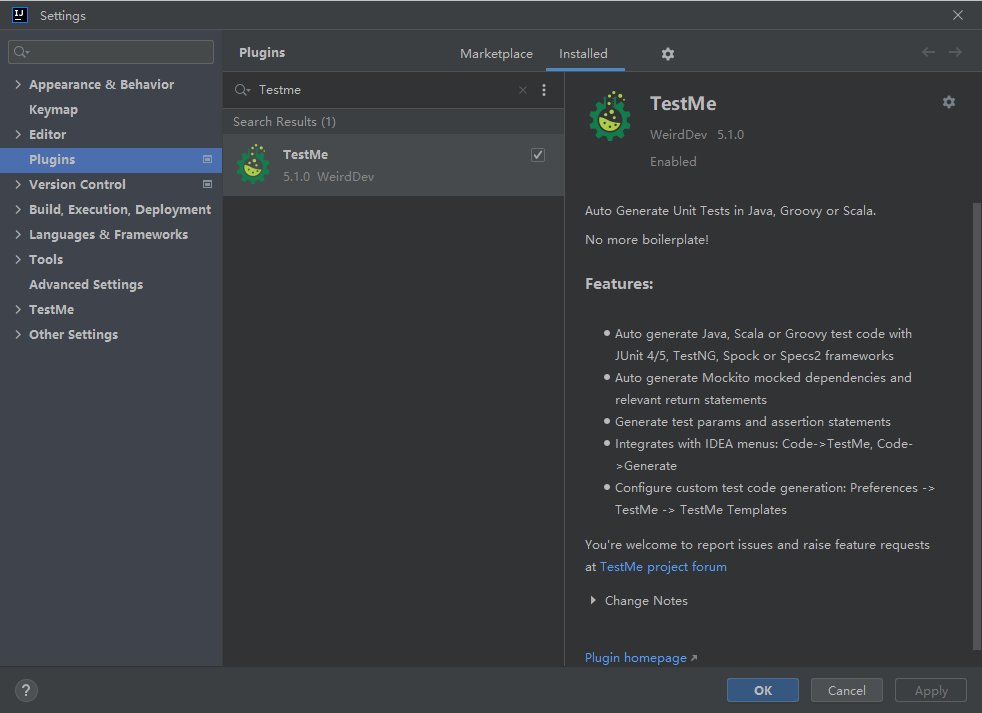 IJ
Settings
Appearance & Behavior
Keymap
Editor
Plugins
Version Control
Build, Execution, Deployment
Languages & Frameworks
Tools
Advanced Settings
TestMe
Other Settings
Plugins
Marketplace
Installed
Testme
Search Results (1)
TestMe
5.1.0 WeirdDev
TestMe
WeirdDev 5.1.0
Enabled
Auto Generate Unit Tests in Java, Groovy or Scala.
No more boilerplate!
Features:
Auto generate Java, Scala or Groovy test code with
JUnit 4/5, TestNG, Spock or Specs2 frameworks
Auto generate Mockito mocked dependencies and
relevant return statements
Generate test params and assertion statements
Integrates with IDEA menus: Code->TestMe, Code-
>Generate
Configure custom test code generation: Preferences ->
TestMe -> TestMe Templates
You're welcome to report issues and raise feature requests
at TestMe project forum
Change Notes
Plugin homepage
?
OK
Cancel
Apply